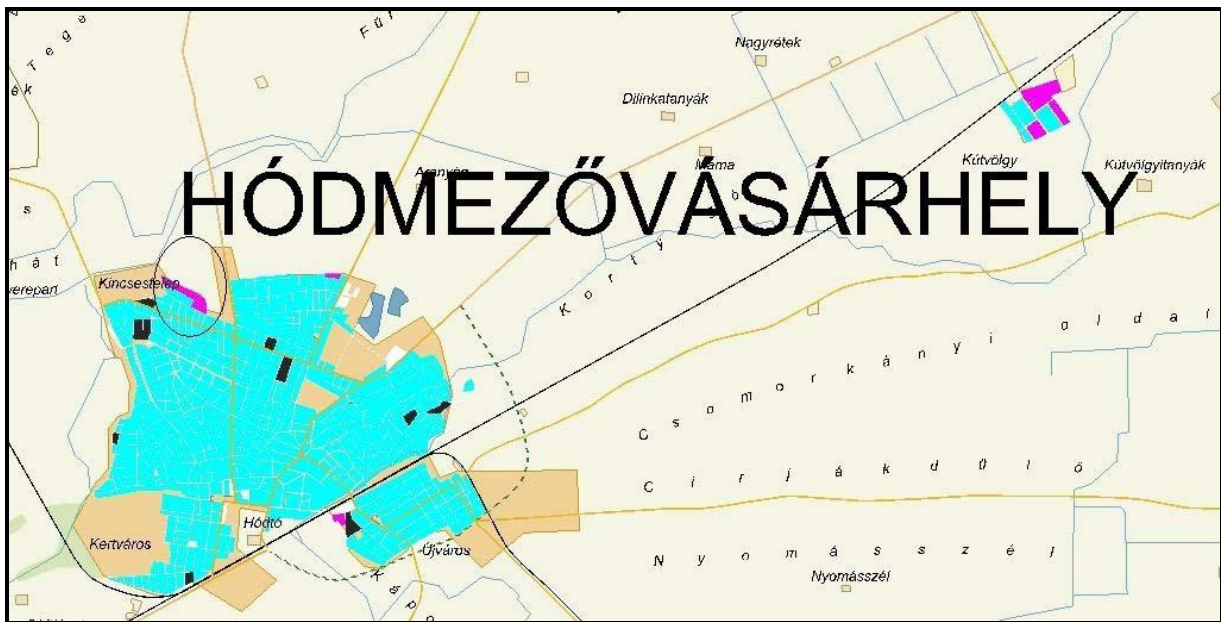 T e g e
F ű
é k
Nagyrétek
Dilinkatanyák
Kútvölgy
Kútvölgyitanyák
HÓDMEZŐVÁSÁRHELY
s
h á t
Kincsestelep
K o r t y
C s o m o r k á n y i o l d a l
C i r j á k d ű l ő
Hódtó
Kertváros
Újváros
N y o m á s s z é l
Nyomásszél